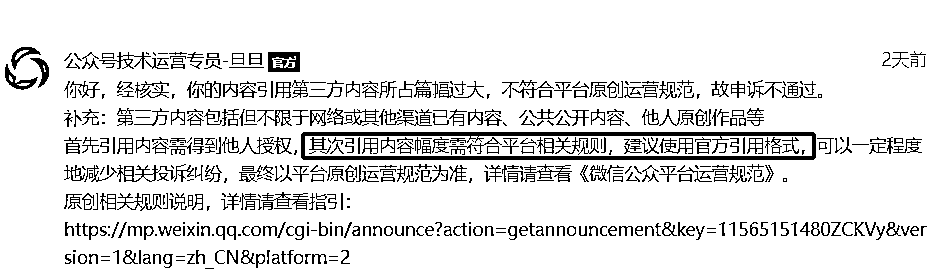 公众号技术运营专员-旦旦 官方
2天前
你好，经核实，你的内容引用第三方内容所占篇幅过大，不符合平台原创运营规范，故申诉不通过。
补充：第三方内容包括但不限于网络或其他渠道已有内容、公共公开内容、他人原创作品等
首先引用内容需得到他人授权，其次引用内容幅度需符合平台相关规则，建议使用官方引用格式，可以一定程度
地减少相关投诉纠纷，最终以平台原创运营规范为准，详情请查看《微信公众平台运营规范》。
原创相关规则说明，详情请查看指引：
https://mp.weixin.qq.com/cgi-bin/announce?action=getannouncement&key=11565151480ZCKVy&ver
sion=1&lang=zh_CN&platform=2